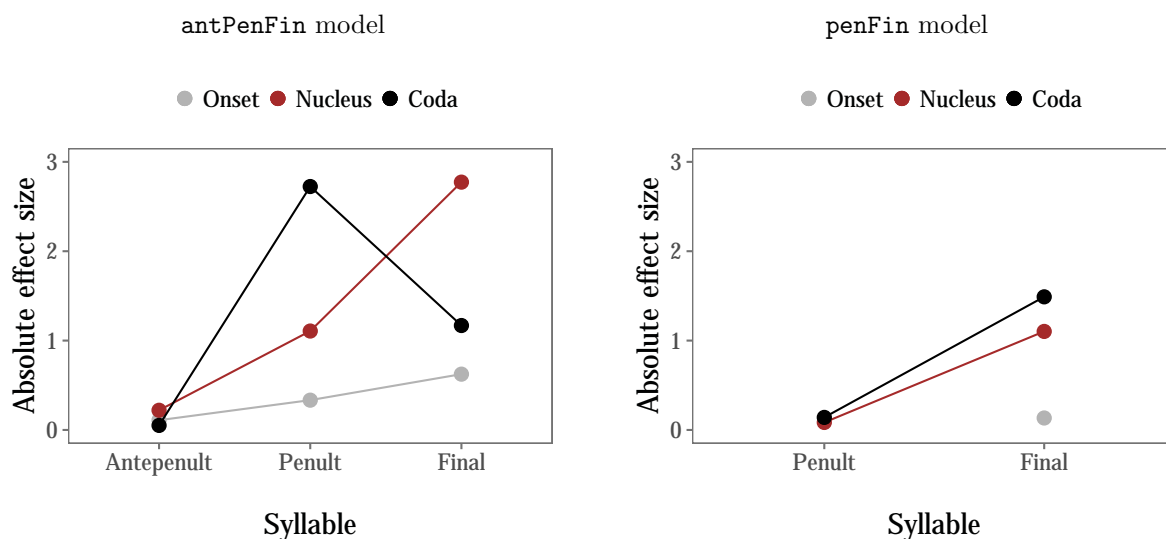 antPenFin model
Onset Nucleus Coda
Absolute effect size
3
2
1
0
Antepenult Penult Final
Syllable
penFin model
Onset Nucleus Coda
Absolute effect size
3
2
1
0
Penult Final
Syllable